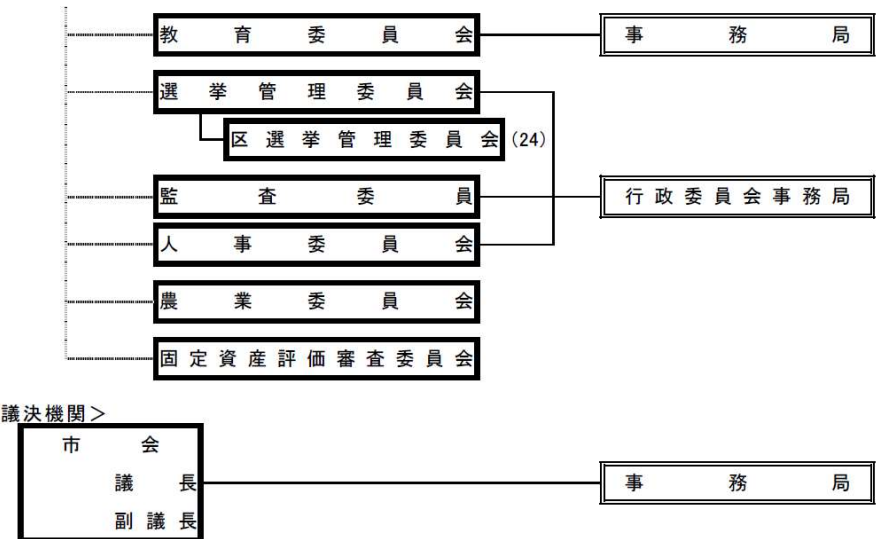 教育委員会 事務局
選挙管理委員会
区選挙管理委員会(24)
監査委員 行政委員会事務局
人事委員会
農業委員会
固定資産評価審査委員会
議決機関＞
市会
議長 事務局
副議長